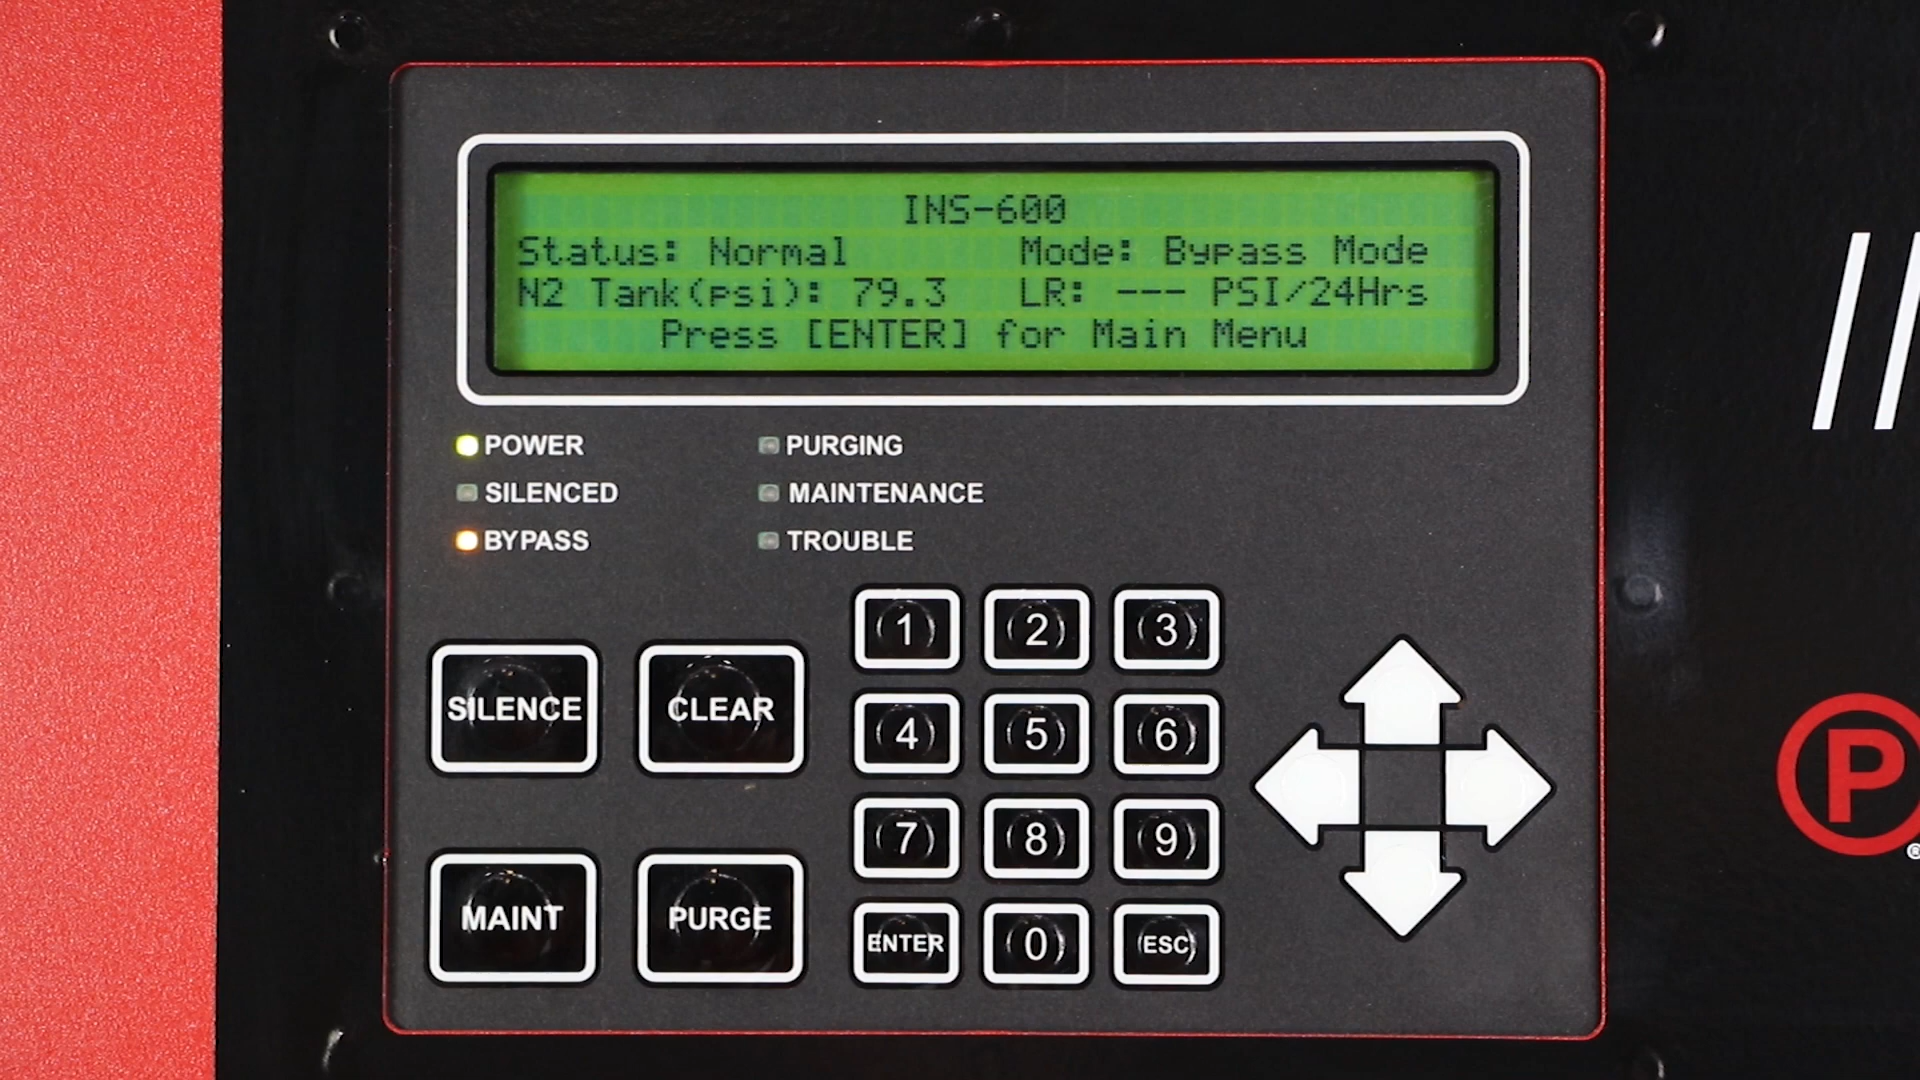 INS-600
Status: Normal Mode: Bypass Mode
N2 Tank(psi): 79.3 LR: --- PSI/24Hrs
Press [ENTER] for Main Menu
POWER PURGING
SILENCED MAINTENANCE
BYPASS TROUBLE
1 2 3
SILENCE CLEAR
4 5 6
7 8 9
MAINT PURGE
ENTER 0 ESC
P
®